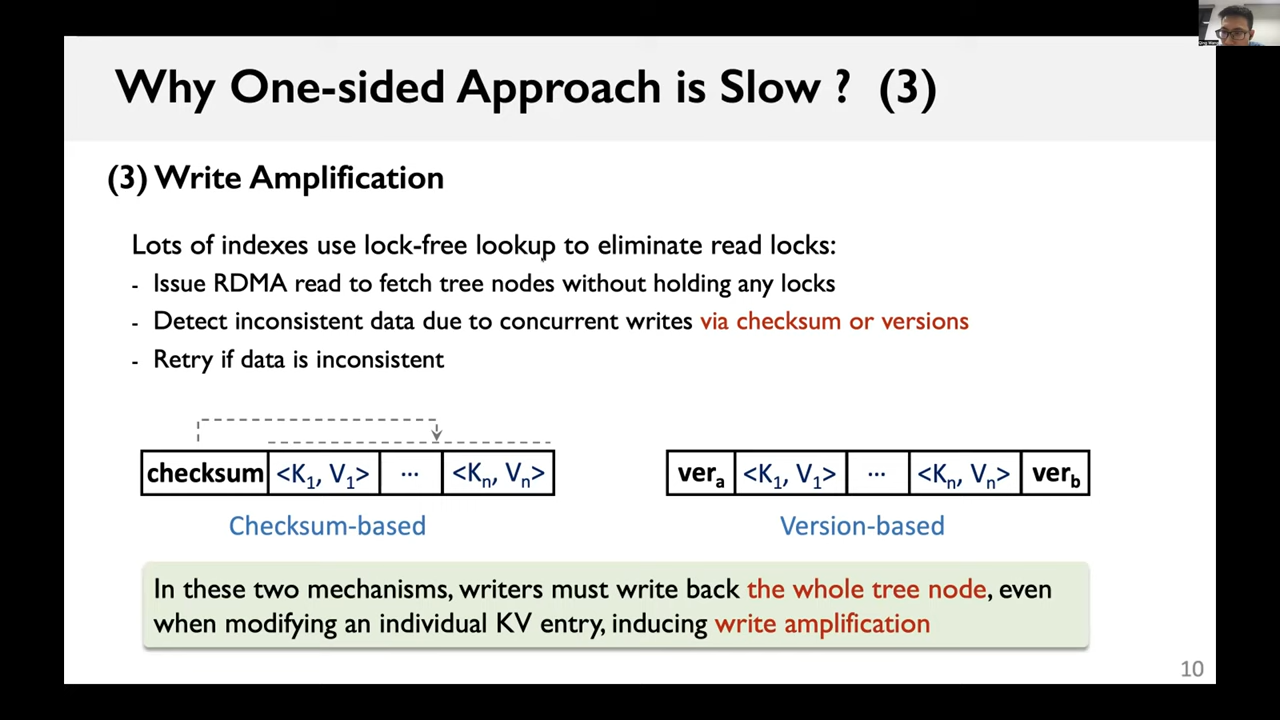 Why One-sided Approach is Slow ? (3)
(3) Write Amplification
Lots of indexes use lock-free lookup to eliminate read locks:
- Issue RDMA read to fetch tree nodes without holding any locks
- Detect inconsistent data due to concurrent writes via checksum or versions
- Retry if data is inconsistent
checksum <K₁, V₁> ... <Kₙ, Vₙ>
Checksum-based
verₐ <K₁, V₁> ... <Kₙ, Vₙ> ver_b
Version-based
In these two mechanisms, writers must write back the whole tree node, even
when modifying an individual KV entry, inducing write amplification
10